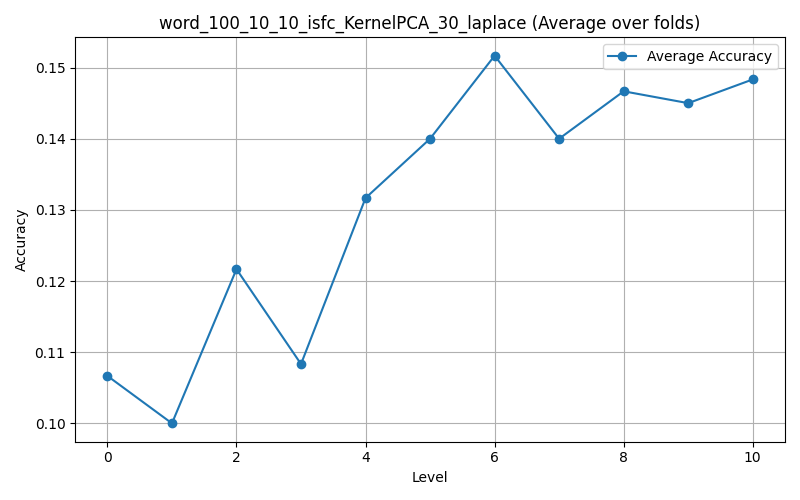 word_100_10_10_isfc_KernelPCA_30_laplace (Average over folds)
Average Accuracy
0.15
0.14
0.13
0.12
0.11
0.10
Accuracy
0 2 4 6 8 10
Level